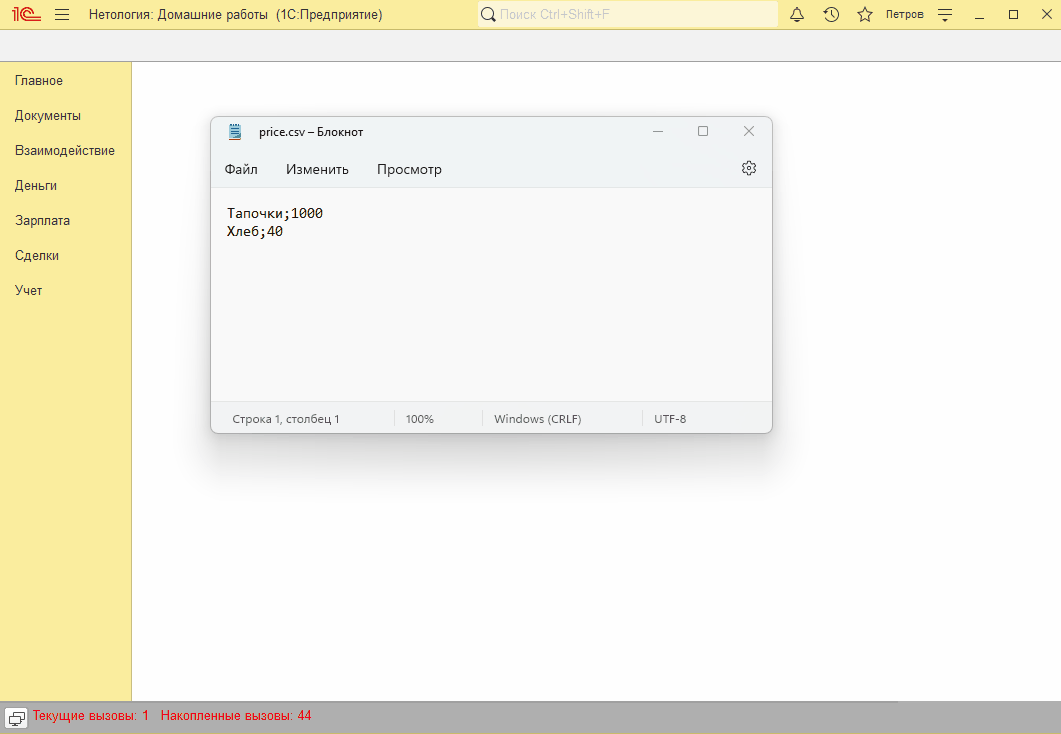 1С Нетология: Домашние работы (1С:Предприятие) Поиск Ctrl+Shift+F Петров
Главное
Документы
Взаимодействие
Деньги
Зарплата
Сделки
Учет
price.csv – Блокнот
Файл Изменить Просмотр
Тапочки;1000
Хлеб;40
Строка 1, столбец 1 100% Windows (CRLF) UTF-8
Текущие вызовы: 1 Накопленные вызовы: 44